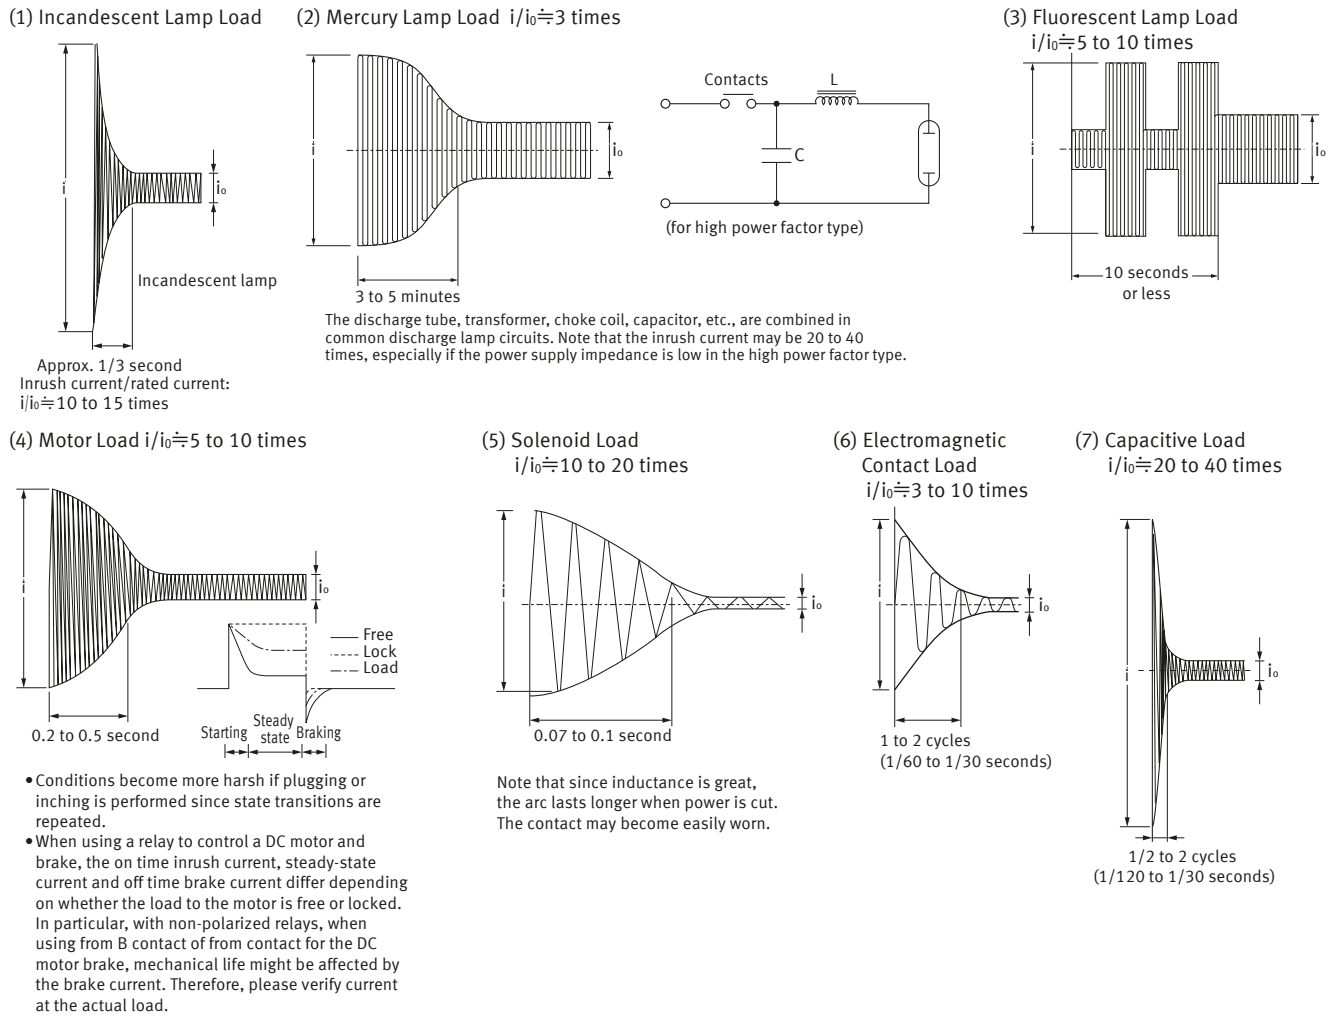 (1) Incandescent Lamp Load
i
i₀
Incandescent lamp
Approx. 1/3 second
Inrush current/rated current:
i/i₀≒10 to 15 times
(2) Mercury Lamp Load i/i₀≒3 times
i
i₀
3 to 5 minutes
Contacts
L
C
(for high power factor type)
The discharge tube, transformer, choke coil, capacitor, etc., are combined in
common discharge lamp circuits. Note that the inrush current may be 20 to 40
times, especially if the power supply impedance is low in the high power factor type.
(3) Fluorescent Lamp Load
i/i₀≒5 to 10 times
i
i₀
10 seconds
or less
(4) Motor Load i/i₀≒5 to 10 times
i
i₀
0.2 to 0.5 second
Free
Lock
Load
Starting
Steady
state
Braking
•Conditions become more harsh if plugging or
inching is performed since state transitions are
repeated.
•When using a relay to control a DC motor and
brake, the on time inrush current, steady-state
current and off time brake current differ depending
on whether the load to the motor is free or locked.
In particular, with non-polarized relays, when
using from B contact of from contact for the DC
motor brake, mechanical life might be affected by
the brake current. Therefore, please verify current
at the actual load.
(5) Solenoid Load
i/i₀≒10 to 20 times
i
i₀
0.07 to 0.1 second
Note that since inductance is great,
the arc lasts longer when power is cut.
The contact may become easily worn.
(6) Electromagnetic
Contact Load
i/i₀≒3 to 10 times
i
i₀
1 to 2 cycles
(1/60 to 1/30 seconds)
(7) Capacitive Load
i/i₀≒20 to 40 times
i
i₀
1/2 to 2 cycles
(1/120 to 1/30 seconds)